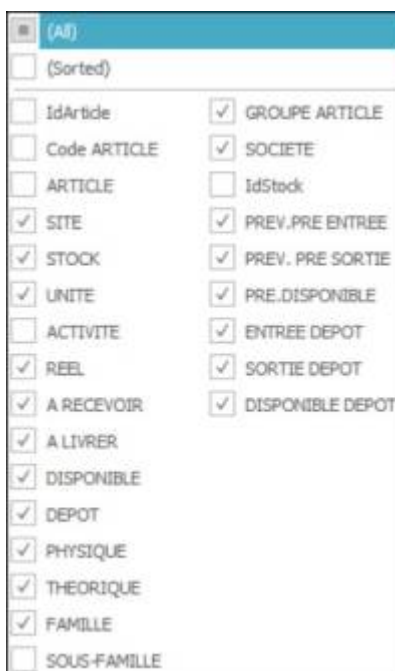 (All)
(Sorted)
IdArticle
Code ARTICLE
ARTICLE
SITE
STOCK
UNITE
ACTIVITE
REEL
A RECEVOIR
A LIVRER
DISPONIBLE
DEPOT
PHYSIQUE
THEORIQUE
FAMILLE
SOUS-FAMILLE
GROUPE ARTICLE
SOCIETE
IdStock
PREV.PRE ENTREE
PREV. PRE SORTIE
PRE.DISPONIBLE
ENTREE DEPOT
SORTIE DEPOT
DISPONIBLE DEPOT